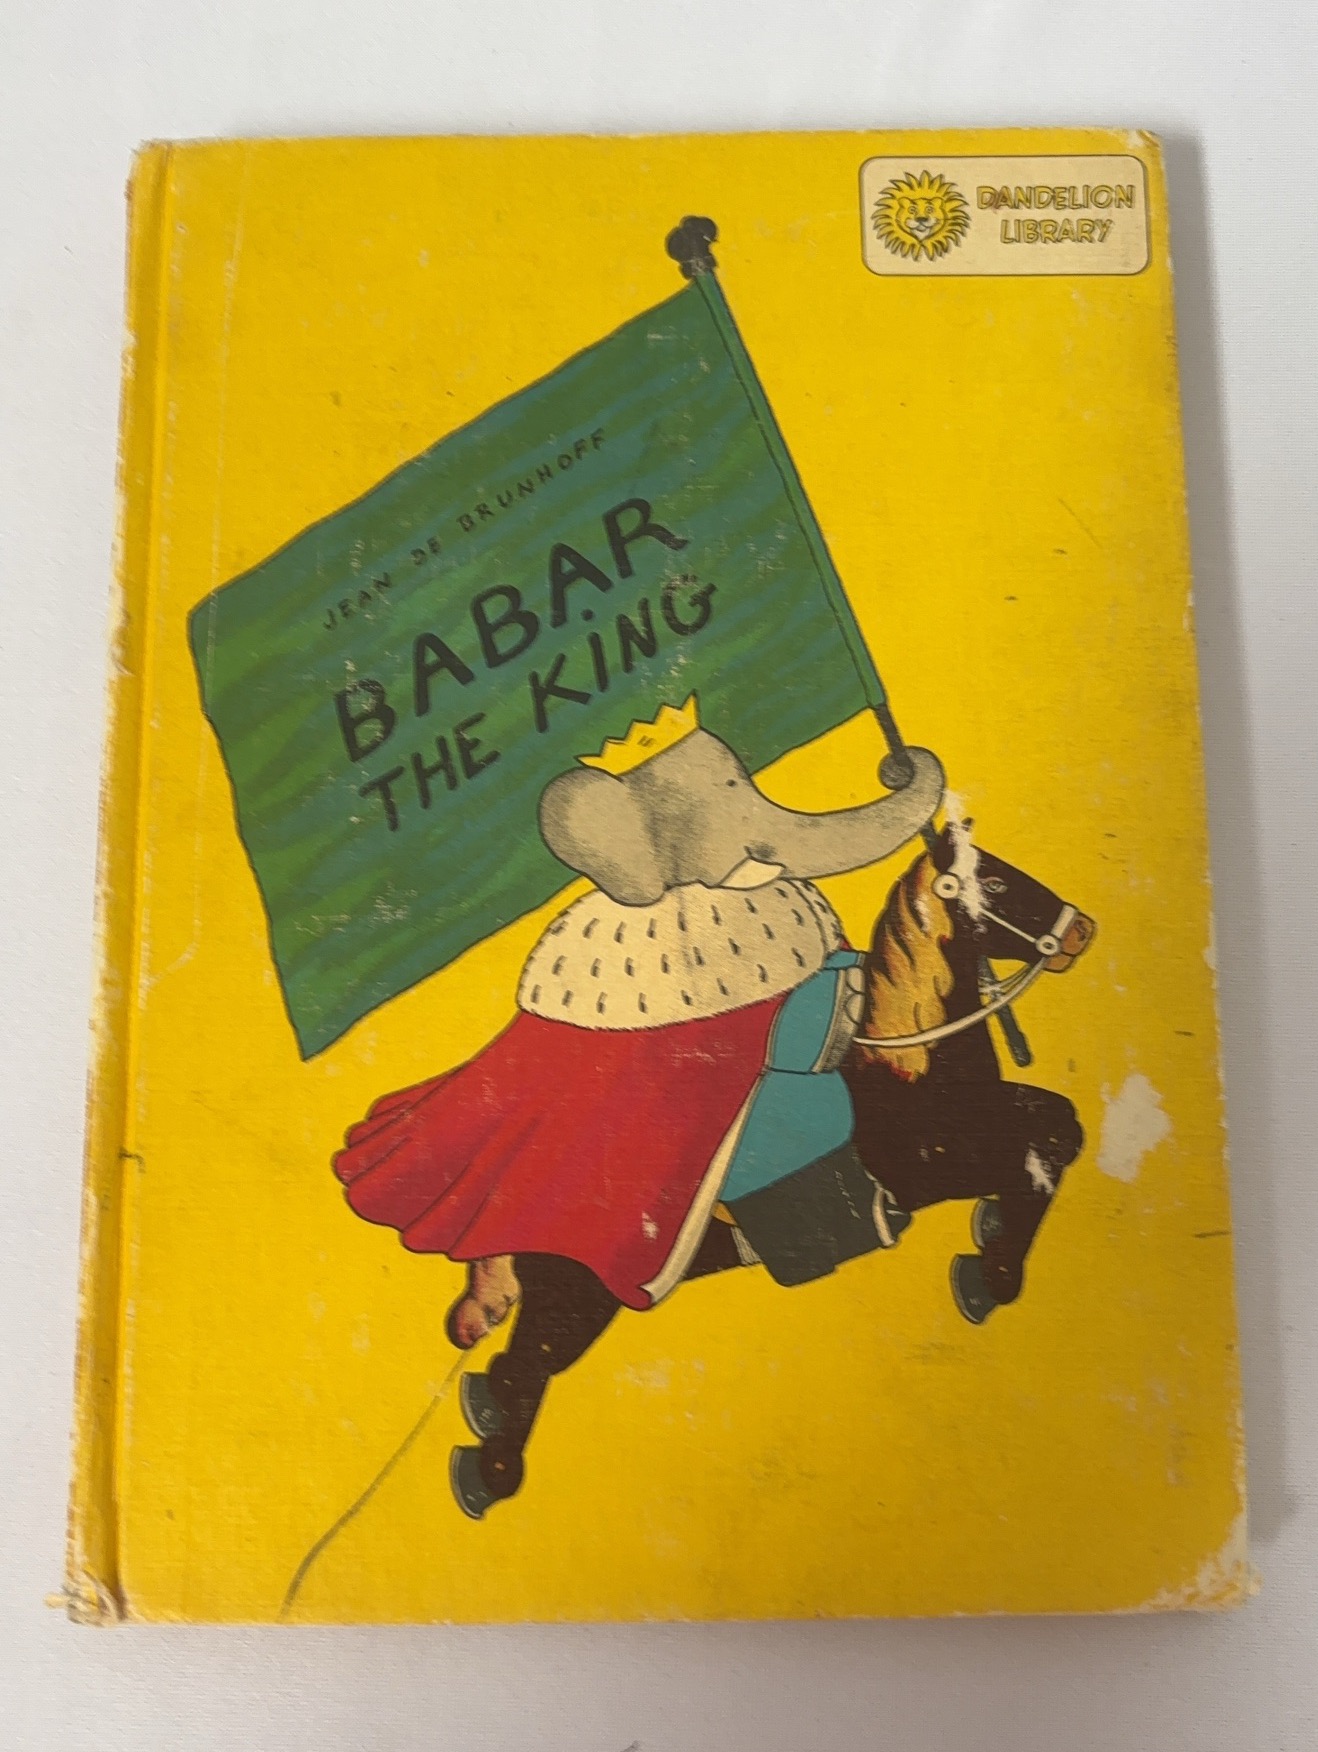 DANDELION
LIBRARY
JEAN DE BRUNHOFF
BABAR
THE KING